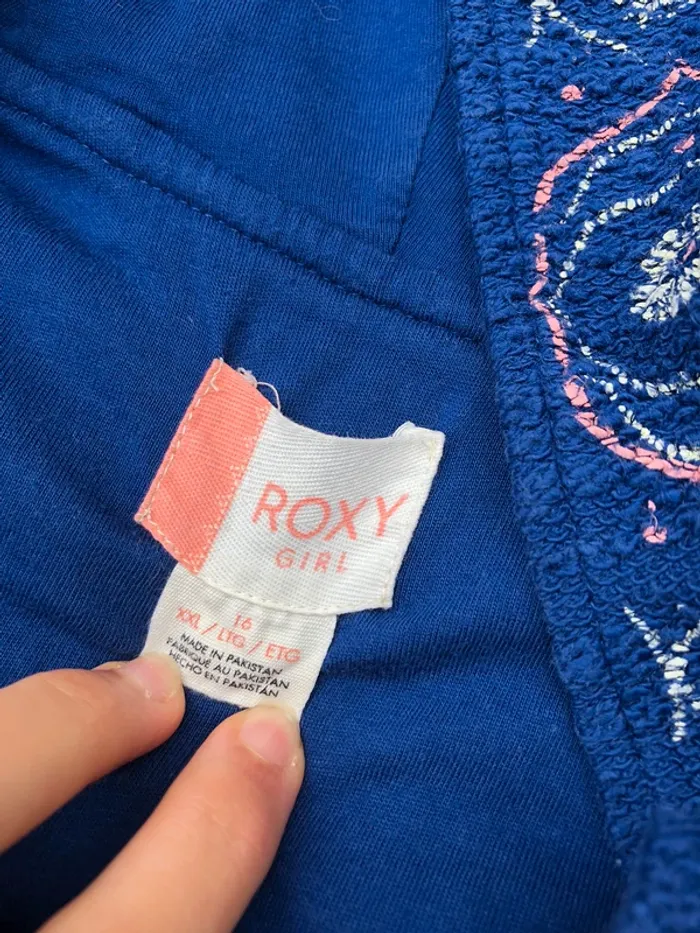 ROXY
GIRL
16
XXL / LTG / ETG
MADE IN PAKISTAN
FABRIQUÉ AU PAKISTAN
HECHO EN PAKISTAN